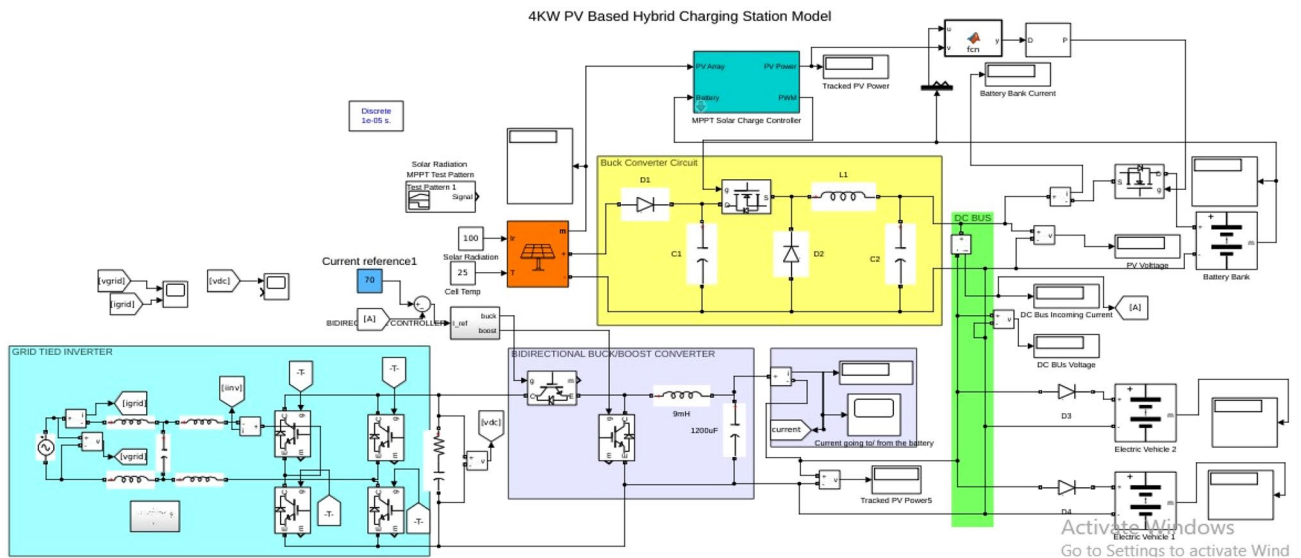 4KW PV Based Hybrid Charging Station Model
Discrete
1e-05 s.
PV Array
PV Power
Battery
PWM
MPPT Solar Charge Controller
Tracked PV Power
u
v
fcn
y
D
P
Battery Bank Current
Solar Radiation
MPPT Test Pattern
Test Pattern 1
Signal
Buck Converter Circuit
D1
L1
C1
D2
C2
g
D
S
100
Solar Radiation
25
Cell Temp
Ir
T
m
+
-
DC BUS
PV Volttage
Battery Bank
m
[vgrid]
[igrid]
[vdc]
Current reference1
70
[A]
I_ref
buck
boost
DC Bus Incoming Current
[A]
DC BUs Voltage
GRID TIED INVERTER
[igrid]
[vgrid]
[iinv]
-T-
-T-
-T-
-T-
[vdc]
BIDIRECTIONAL BUCK/BOOST CONVERTER
9mH
1200uF
current
Current going to/ from the battery
Tracked PV Power5
D3
Electric Vehicle 2
m
D4
Electric Vehicle 1
m
Activate Windows
Go to Settings to activate Wind